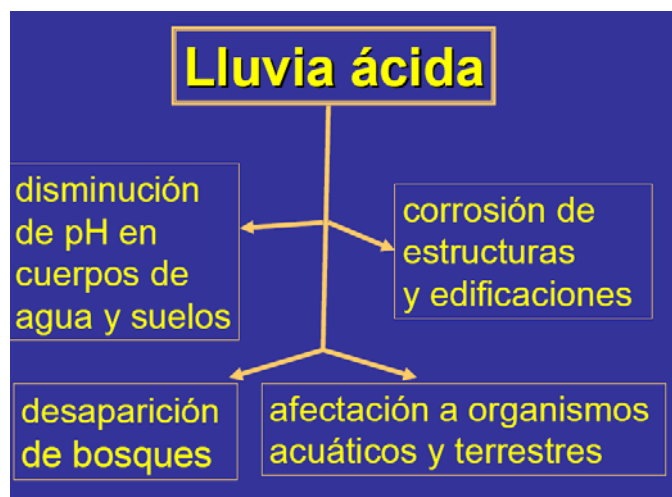 Lluvia ácida
disminución
de pH en
cuerpos de
agua y suelos
corrosión de
estructuras
y edificaciones
desaparición
de bosques
afectación a organismos
acuáticos y terrestres